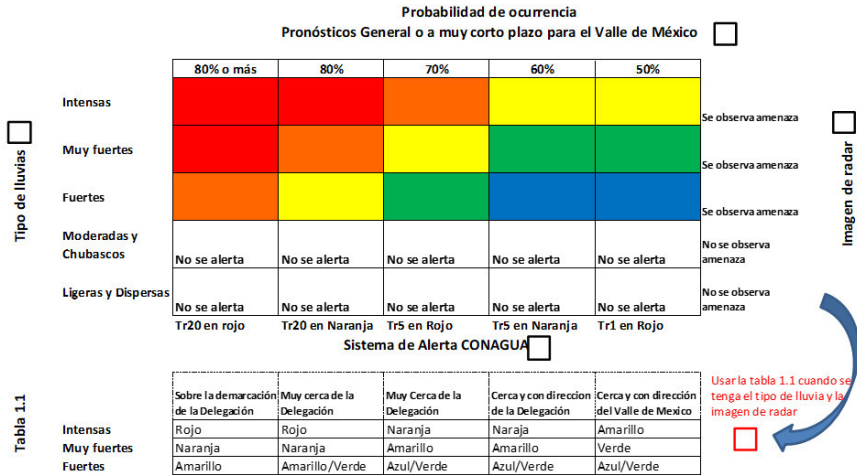 Probabilidad de ocurrencia
Pronósticos General o a muy corto plazo para el Valle de México
80% o más 80% 70% 60% 50%
Tipo de lluvias
Imagen de radar
Intensas
Se observa amenaza
Muy fuertes
Se observa amenaza
Fuertes
Se observa amenaza
Moderadas y
Chubascos
No se alerta No se alerta No se alerta No se alerta No se alerta
No se observa
amenaza
Ligeras y Dispersas
No se alerta No se alerta No se alerta No se alerta No se alerta
No se observa
amenaza
Tr20 en rojo Tr20 en Naranja Tr5 en Rojo Tr5 en Naranja Tr1 en Rojo
Sistema de Alerta CONAGUA
Tabla 1.1
Sobre la demarcación Muy cerca de la Muy Cerca de la Cerca y con direccion Cerca y con dirección
de la Delegación Delegación Delegación de la Delegación del Valle de Mexico
Intensas Rojo Rojo Naranja Naraja Amarillo
Muy fuertes Naranja Naranja Amarillo Amarillo Verde
Fuertes Amarillo Amarillo/Verde Azul/Verde Azul/Verde Azul/Verde
Usar la tabla 1.1 cuando se
tenga el tipo de lluvia y la
imagen de radar